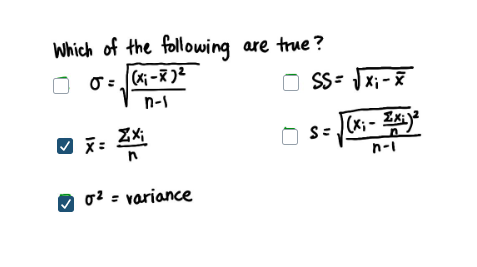 Which of the following are true?
σ = √((xᵢ - x̄)² / n-1)
SS = √xᵢ - x̄
x̄ = Σxᵢ / n
s = √((xᵢ - Σxᵢ/n)² / n-1)
σ² = variance